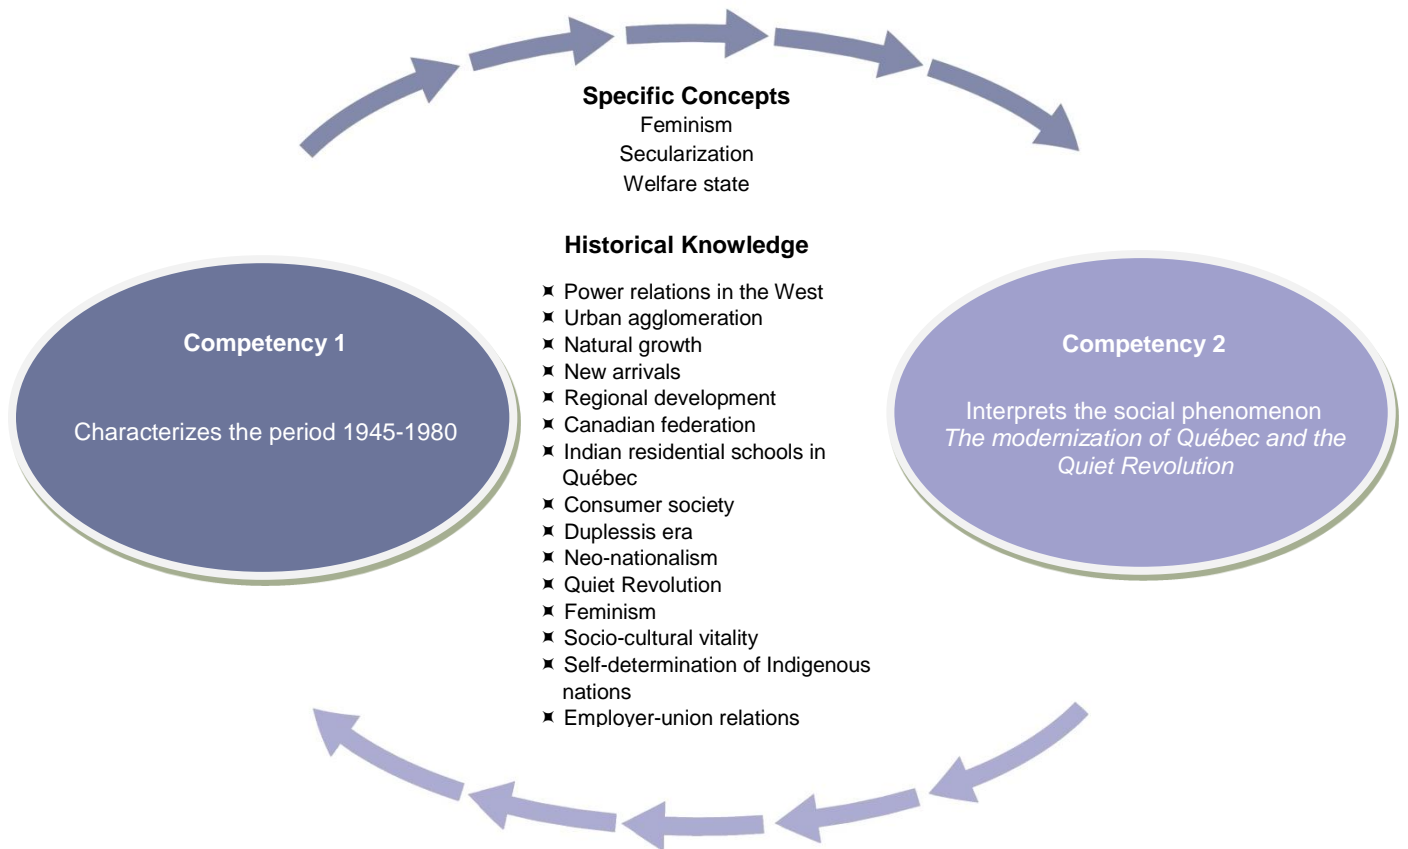 Specific Concepts
Feminism
Secularization
Welfare state
Historical Knowledge
Power relations in the West
Urban agglomeration
Natural growth
New arrivals
Regional development
Canadian federation
Indian residential schools in
Québec
Consumer society
Duplessis era
Neo-nationalism
Quiet Revolution
Feminism
Socio-cultural vitality
Self-determination of Indigenous
nations
Employer-union relations
Competency 1
Characterizes the period 1945-1980
Competency 2
Interprets the social phenomenon
The modernization of Québec and the
Quiet Revolution